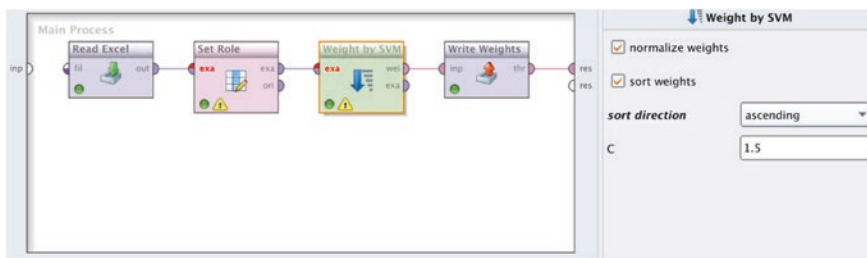 Main Process
Read Excel
Set Role
Weight by SVM
Write Weights
inp
fil
out
exa
exa
ori
exa
wei
exa
inp
thr
res
res
Weight by SVM
normalize weights
sort weights
sort direction
ascending
C
1.5